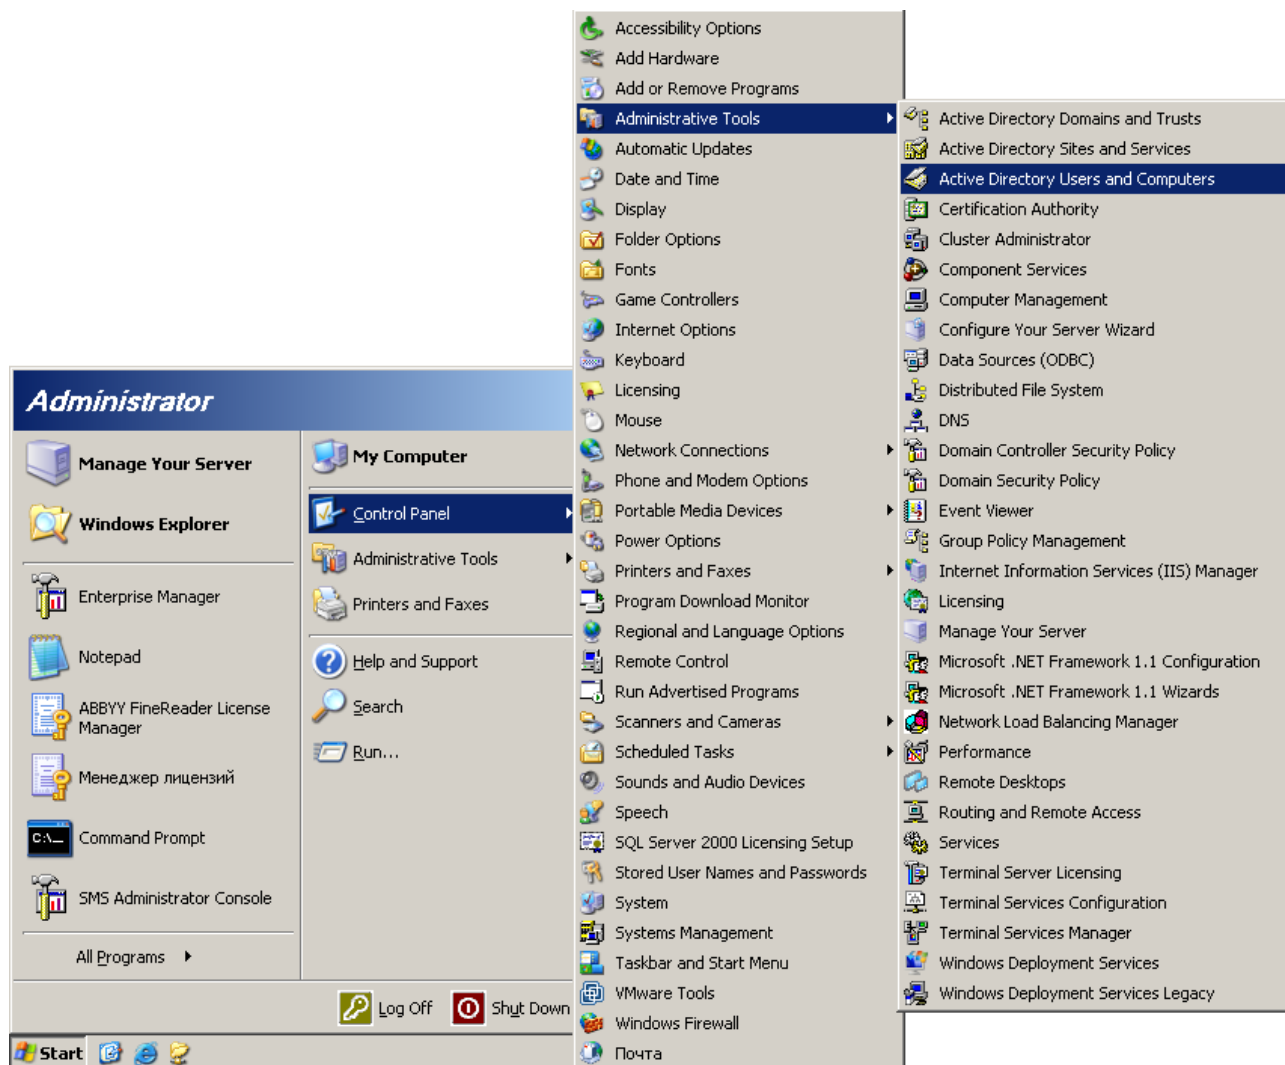 Administrator
Manage Your Server
Windows Explorer
Enterprise Manager
Notepad
ABBYY FineReader License
Manager
Менеджер лицензий
C:\_
Command Prompt
SMS Administrator Console
All Programs
My Computer
Control Panel
Administrative Tools
Printers and Faxes
Help and Support
Search
Run...
Log Off
Shut Down
Start
Accessibility Options
Add Hardware
Add or Remove Programs
Administrative Tools
Automatic Updates
Date and Time
Display
Folder Options
Fonts
Game Controllers
Internet Options
Keyboard
Licensing
Mouse
Network Connections
Phone and Modem Options
Portable Media Devices
Power Options
Printers and Faxes
Program Download Monitor
Regional and Language Options
Remote Control
Run Advertised Programs
Scanners and Cameras
Scheduled Tasks
Sounds and Audio Devices
Speech
SQL Server 2000 Licensing Setup
Stored User Names and Passwords
System
Systems Management
Taskbar and Start Menu
VMware Tools
Windows Firewall
Почта
Active Directory Domains and Trusts
Active Directory Sites and Services
Active Directory Users and Computers
Certification Authority
Cluster Administrator
Component Services
Computer Management
Configure Your Server Wizard
Data Sources (ODBC)
Distributed File System
DNS
Domain Controller Security Policy
Domain Security Policy
Event Viewer
Group Policy Management
Internet Information Services (IIS) Manager
Licensing
Manage Your Server
Microsoft .NET Framework 1.1 Configuration
Microsoft .NET Framework 1.1 Wizards
Network Load Balancing Manager
Performance
Remote Desktops
Routing and Remote Access
Services
Terminal Server Licensing
Terminal Services Configuration
Terminal Services Manager
Windows Deployment Services
Windows Deployment Services Legacy